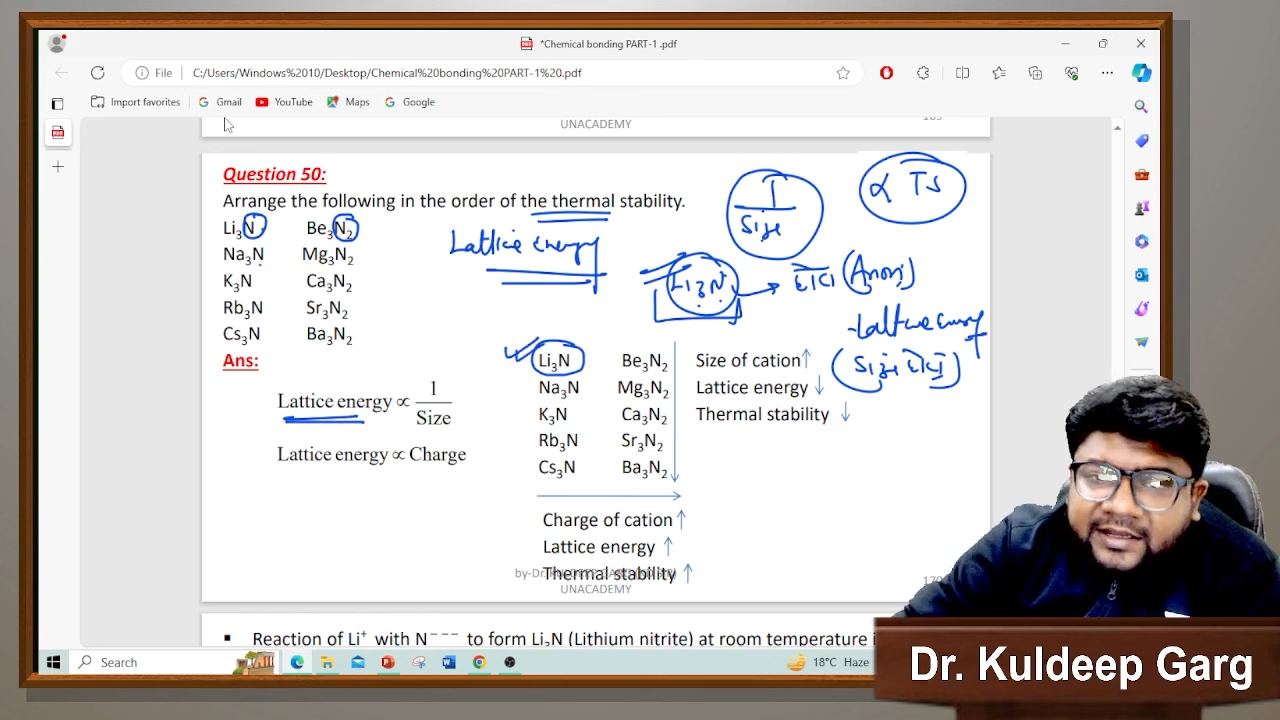 *Chemical bonding PART-1 .pdf
File
C:/Users/Windows%2010/Desktop/Chemical%20Bonding%20PART-1%20.pdf
Import favorites
Gmail
YouTube
Maps
Google
UNACADEMY
Question 50:
Arrange the following in the order of the thermal stability.
Li₃N Be₃N₂
Na₃N Mg₃N₂
K₃N Ca₃N₂
Rb₃N Sr₃N₂
Cs₃N Ba₃N₂
Lattice energy
1
Size
∝ TS
Li₃N
Lattice energy
Size
Ans:
Lattice energy ∝ 1/Size
Lattice energy ∝ Charge
Li₃N Be₃N₂
Na₃N Mg₃N₂
K₃N Ca₃N₂
Rb₃N Sr₃N₂
Cs₃N Ba₃N₂
Size of cation↑
Lattice energy ↓
Thermal stability ↓
Charge of cation↑
Lattice energy ↑
Thermal stability ↑
UNACADEMY
▪ Reaction of Li⁺ with N⁻⁻⁻ to form Li₃N (Lithium nitrite) at room temperature
Search
18°C Haze
Dr. Kuldeep Garg